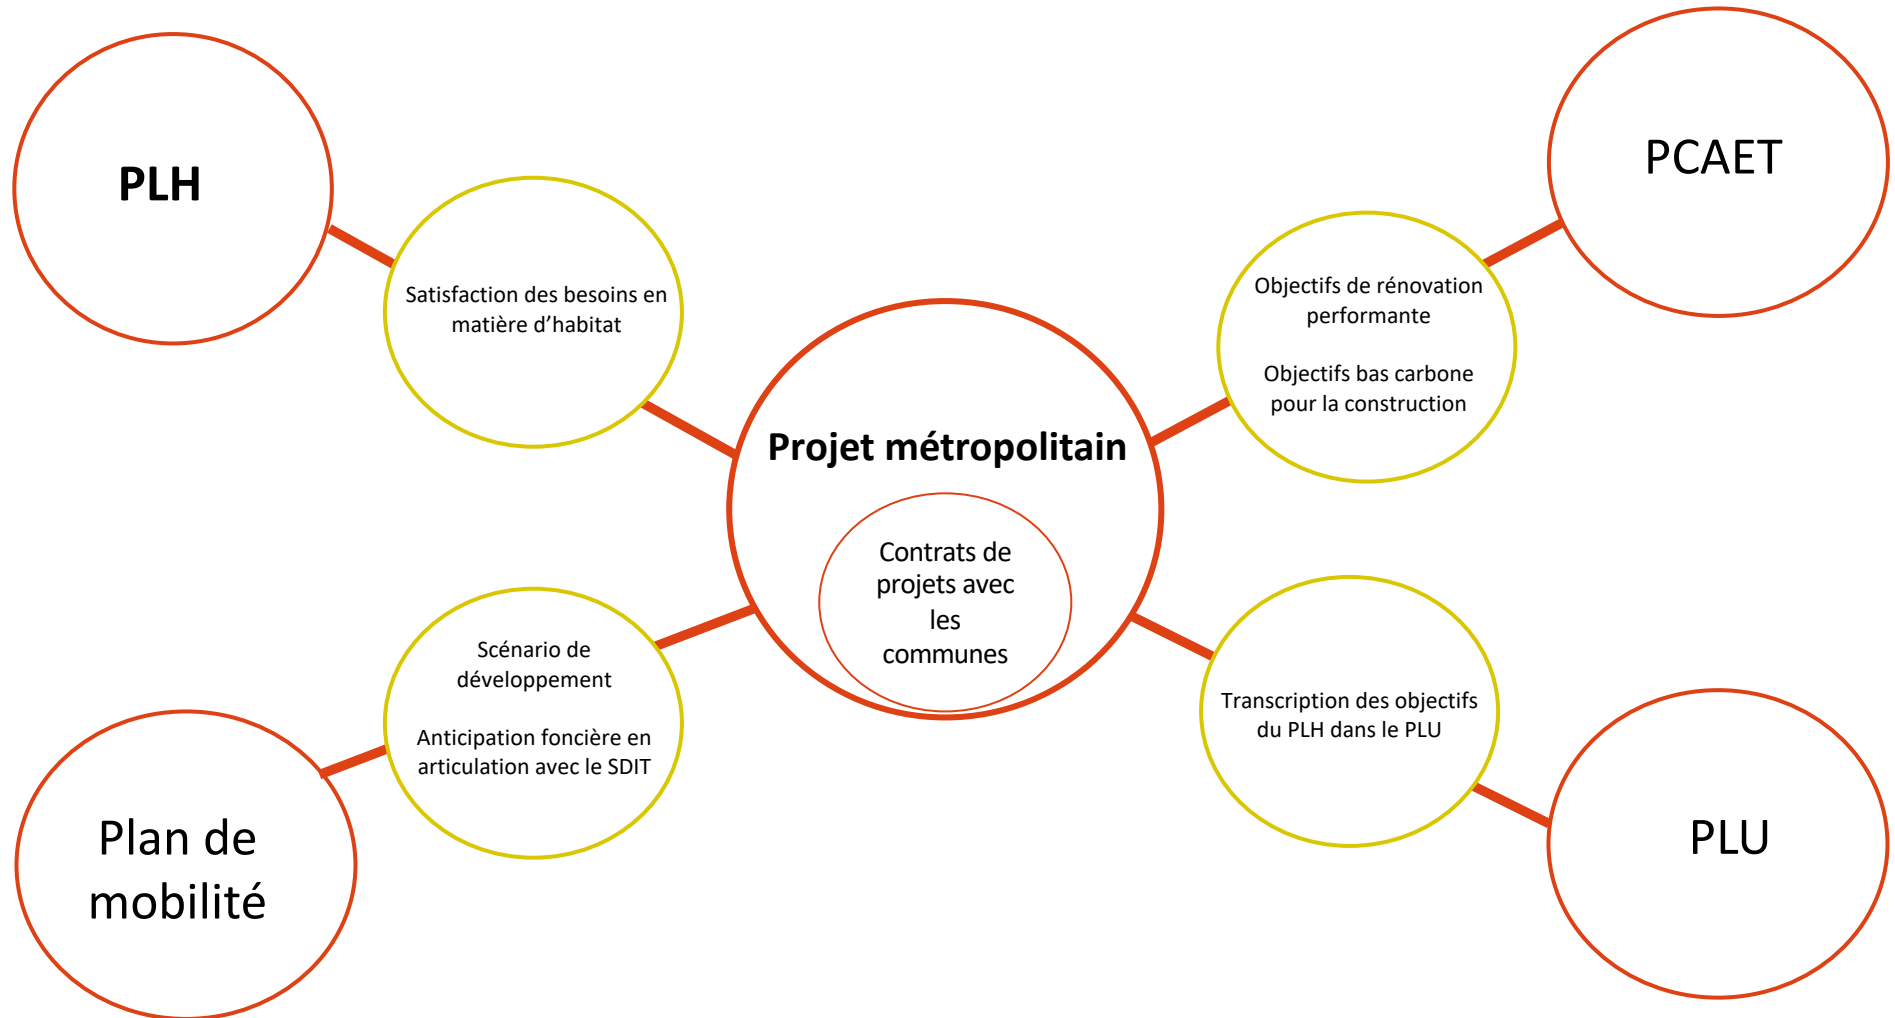 PLH
Satisfaction des besoins en
matière d’habitat
PCAET
Objectifs de rénovation
performante
Objectifs bas carbone
pour la construction
Projet métropolitain
Contrats de
projets avec
les
communes
Scénario de
développement
Anticipation foncière en
articulation avec le SDIT
Plan de
mobilité
Transcription des objectifs
du PLH dans le PLU
PLU